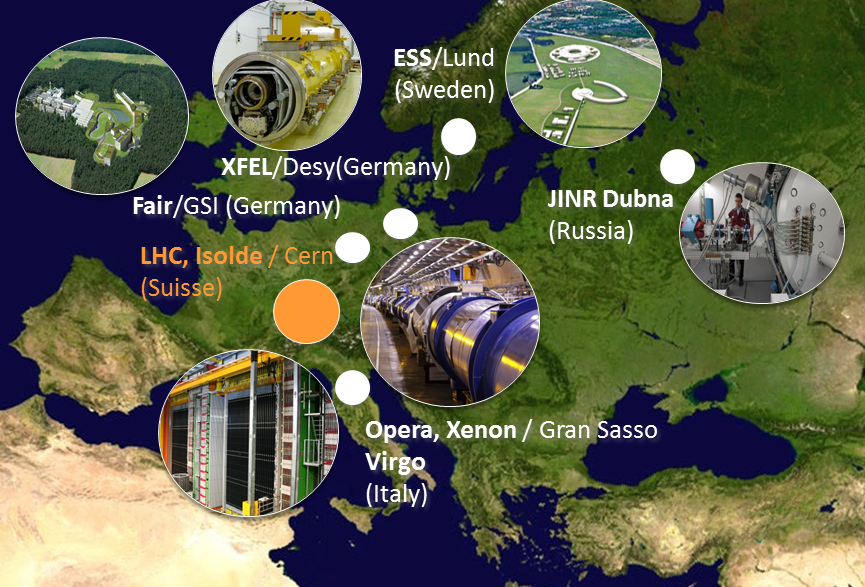 ESS/Lund
(Sweden)
XFEL/Desy(Germany)
JINR Dubna
(Russia)
Fair/GSI (Germany)
LHC, Isolde / Cern
(Suisse)
Opera, Xenon / Gran Sasso
Virgo
(Italy)